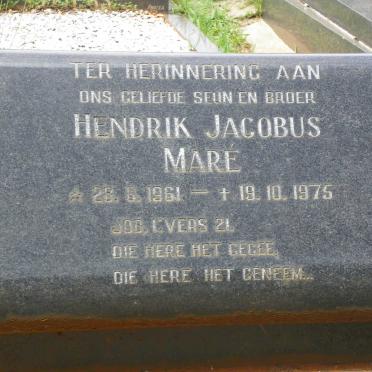 TER HERINNERING AAN
ONS GELIEFDE SEUN EN BROER
HENDRIK JACOBUS
MARÉ
☆ 28.6.1961 — † 19.10.1975
JOB. 1:VERS 21.
DIE HERE HET GEGEE,
DIE HERE HET GENEEM...